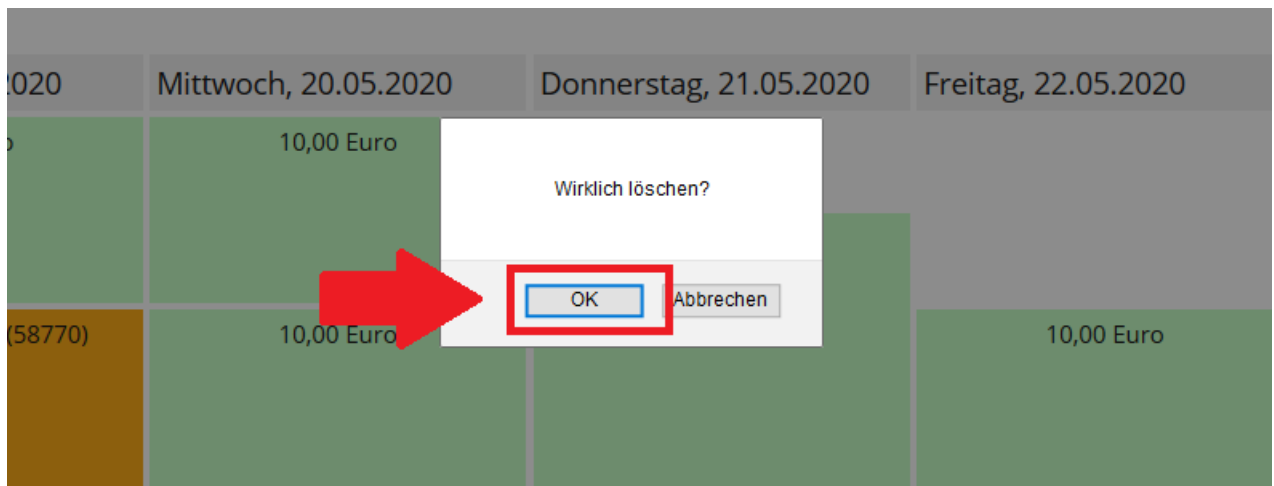 2020 Mittwoch, 20.05.2020 Donnerstag, 21.05.2020 Freitag, 22.05.2020
10,00 Euro
Wirklich löschen?
OK Abbrechen
(58770) 10,00 Euro 10,00 Euro